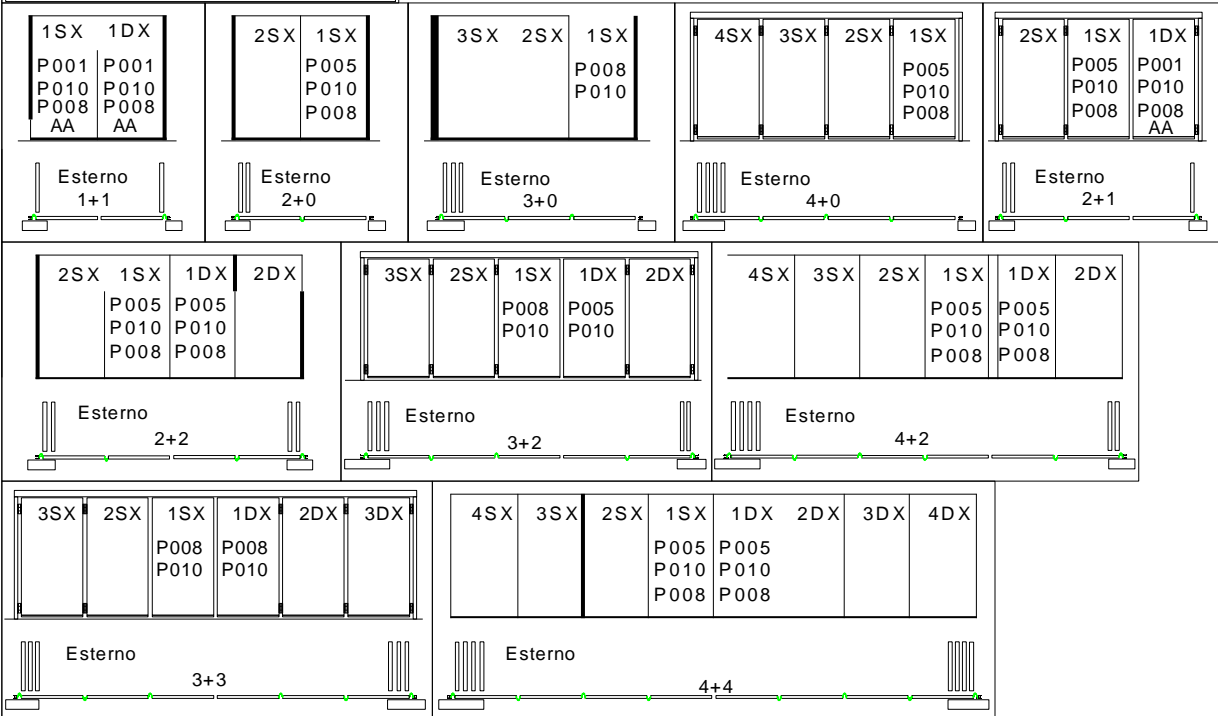 1SX 1DX
P001 P001
P010 P010
P008 P008
AA AA
Esterno
1+1
2SX 1SX
P005
P010
P008
Esterno
2+0
3SX 2SX 1SX
P008
P010
Esterno
3+0
4SX 3SX 2SX 1SX
P005
P010
P008
Esterno
4+0
2SX 1SX 1DX
P005 P001
P010 P010
P008 P008
AA
Esterno
2+1
2SX 1SX 1DX 2DX
P005 P005
P010 P010
P008 P008
Esterno
2+2
3SX 2SX 1SX 1DX 2DX
P008 P005
P010 P010
Esterno
3+2
4SX 3SX 2SX 1SX 1DX 2DX
P005 P005
P010 P010
P008 P008
Esterno
4+2
3SX 2SX 1SX 1DX 2DX 3DX
P008 P008
P010 P010
Esterno
3+3
4SX 3SX 2SX 1SX 1DX 2DX 3DX 4DX
P005 P005
P010 P010
P008 P008
Esterno
4+4